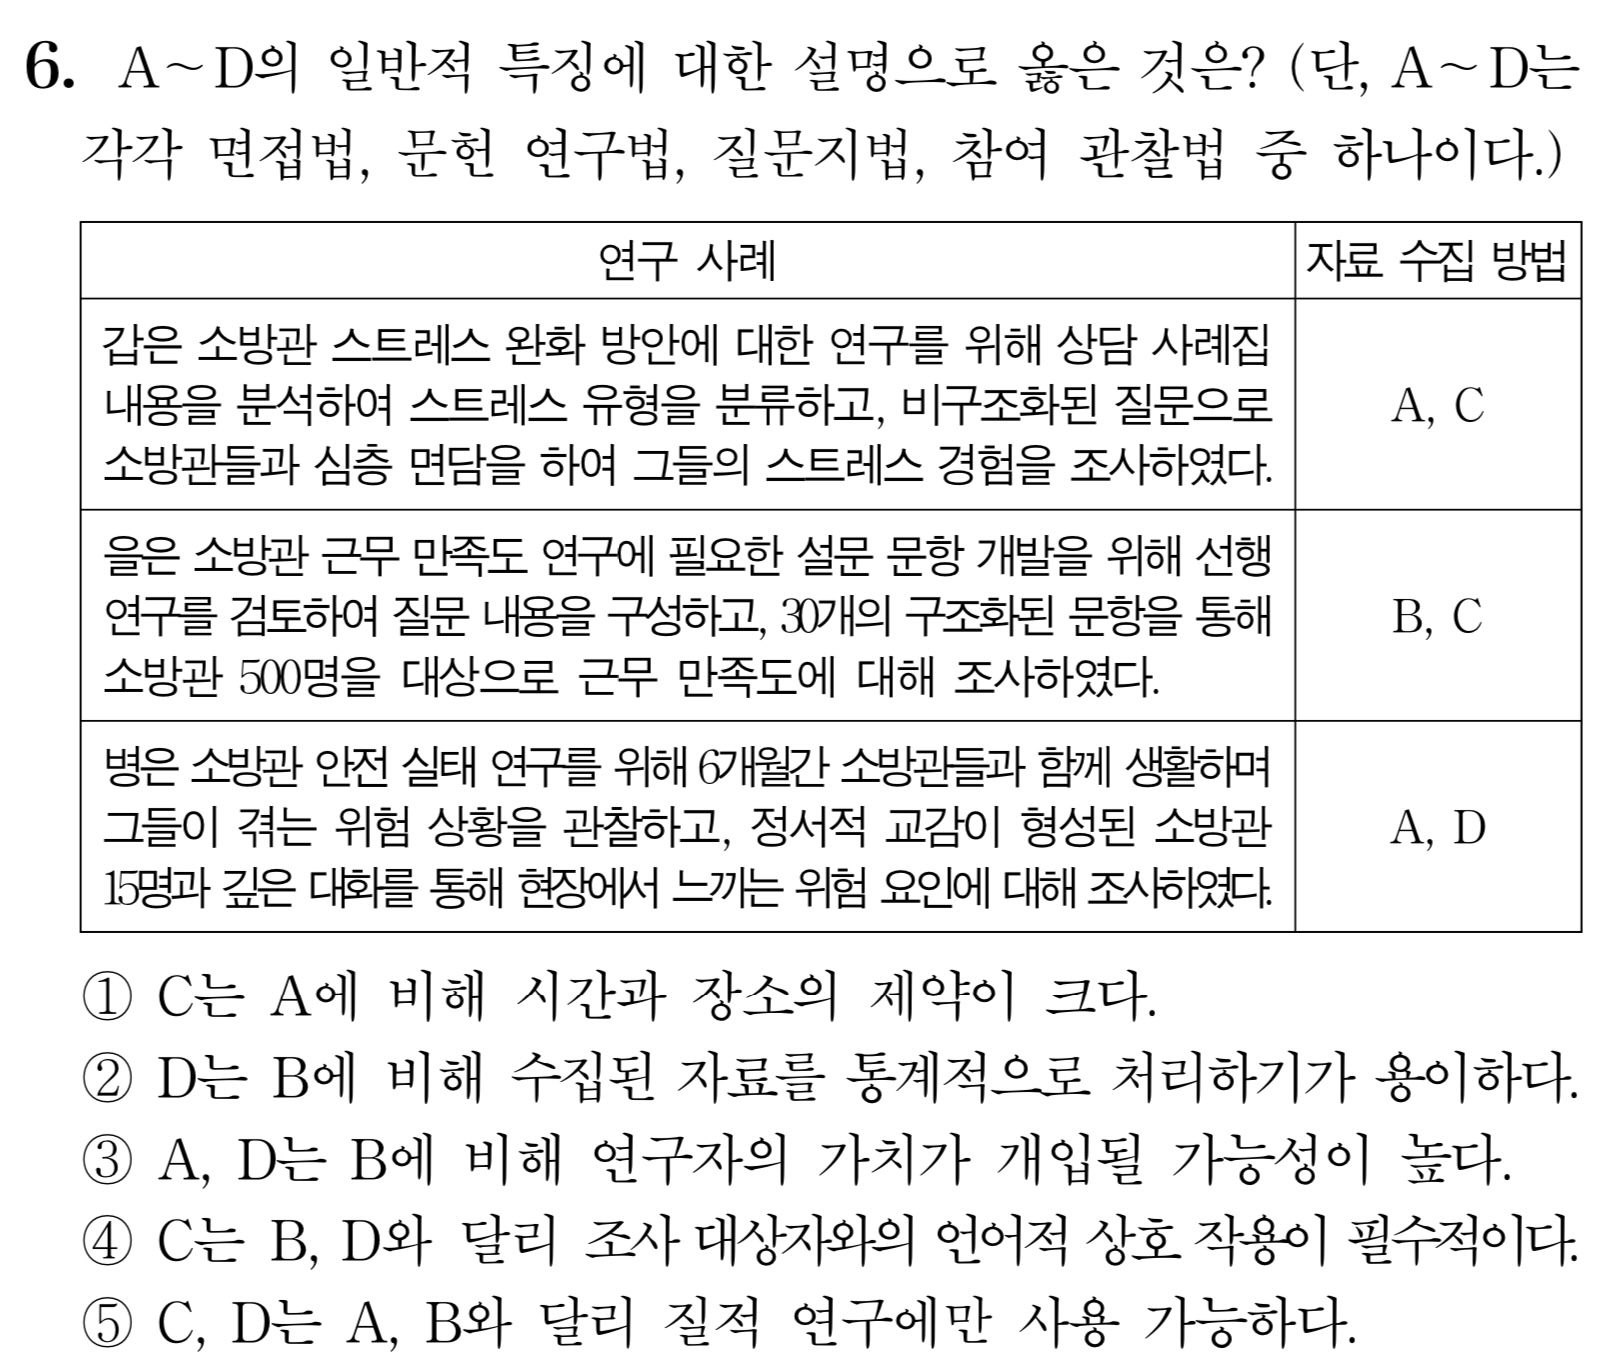 6. A～D의 일반적 특징에 대한 설명으로 옳은 것은? (단, A～D는
각각 면접법, 문헌 연구법, 질문지법, 참여 관찰법 중 하나이다.)
연구 사례
자료 수집 방법
갑은 소방관 스트레스 완화 방안에 대한 연구를 위해 상담 사례집
내용을 분석하여 스트레스 유형을 분류하고, 비구조화된 질문으로
소방관들과 심층 면담을 하여 그들의 스트레스 경험을 조사하였다.
A, C
을은 소방관 근무 만족도 연구에 필요한 설문 문항 개발을 위해 선행
연구를 검토하여 질문 내용을 구성하고, 30개의 구조화된 문항을 통해
소방관 500명을 대상으로 근무 만족도에 대해 조사하였다.
B, C
병은 소방관 안전 실태 연구를 위해 6개월간 소방관들과 함께 생활하며
그들이 겪는 위험 상황을 관찰하고, 정서적 교감이 형성된 소방관
15명과 깊은 대화를 통해 현장에서 느끼는 위험 요인에 대해 조사하였다.
A, D
① C는 A에 비해 시간과 장소의 제약이 크다.
② D는 B에 비해 수집된 자료를 통계적으로 처리하기가 용이하다.
③ A, D는 B에 비해 연구자의 가치가 개입될 가능성이 높다.
④ C는 B, D와 달리 조사 대상자와의 언어적 상호 작용이 필수적이다.
⑤ C, D는 A, B와 달리 질적 연구에만 사용 가능하다.